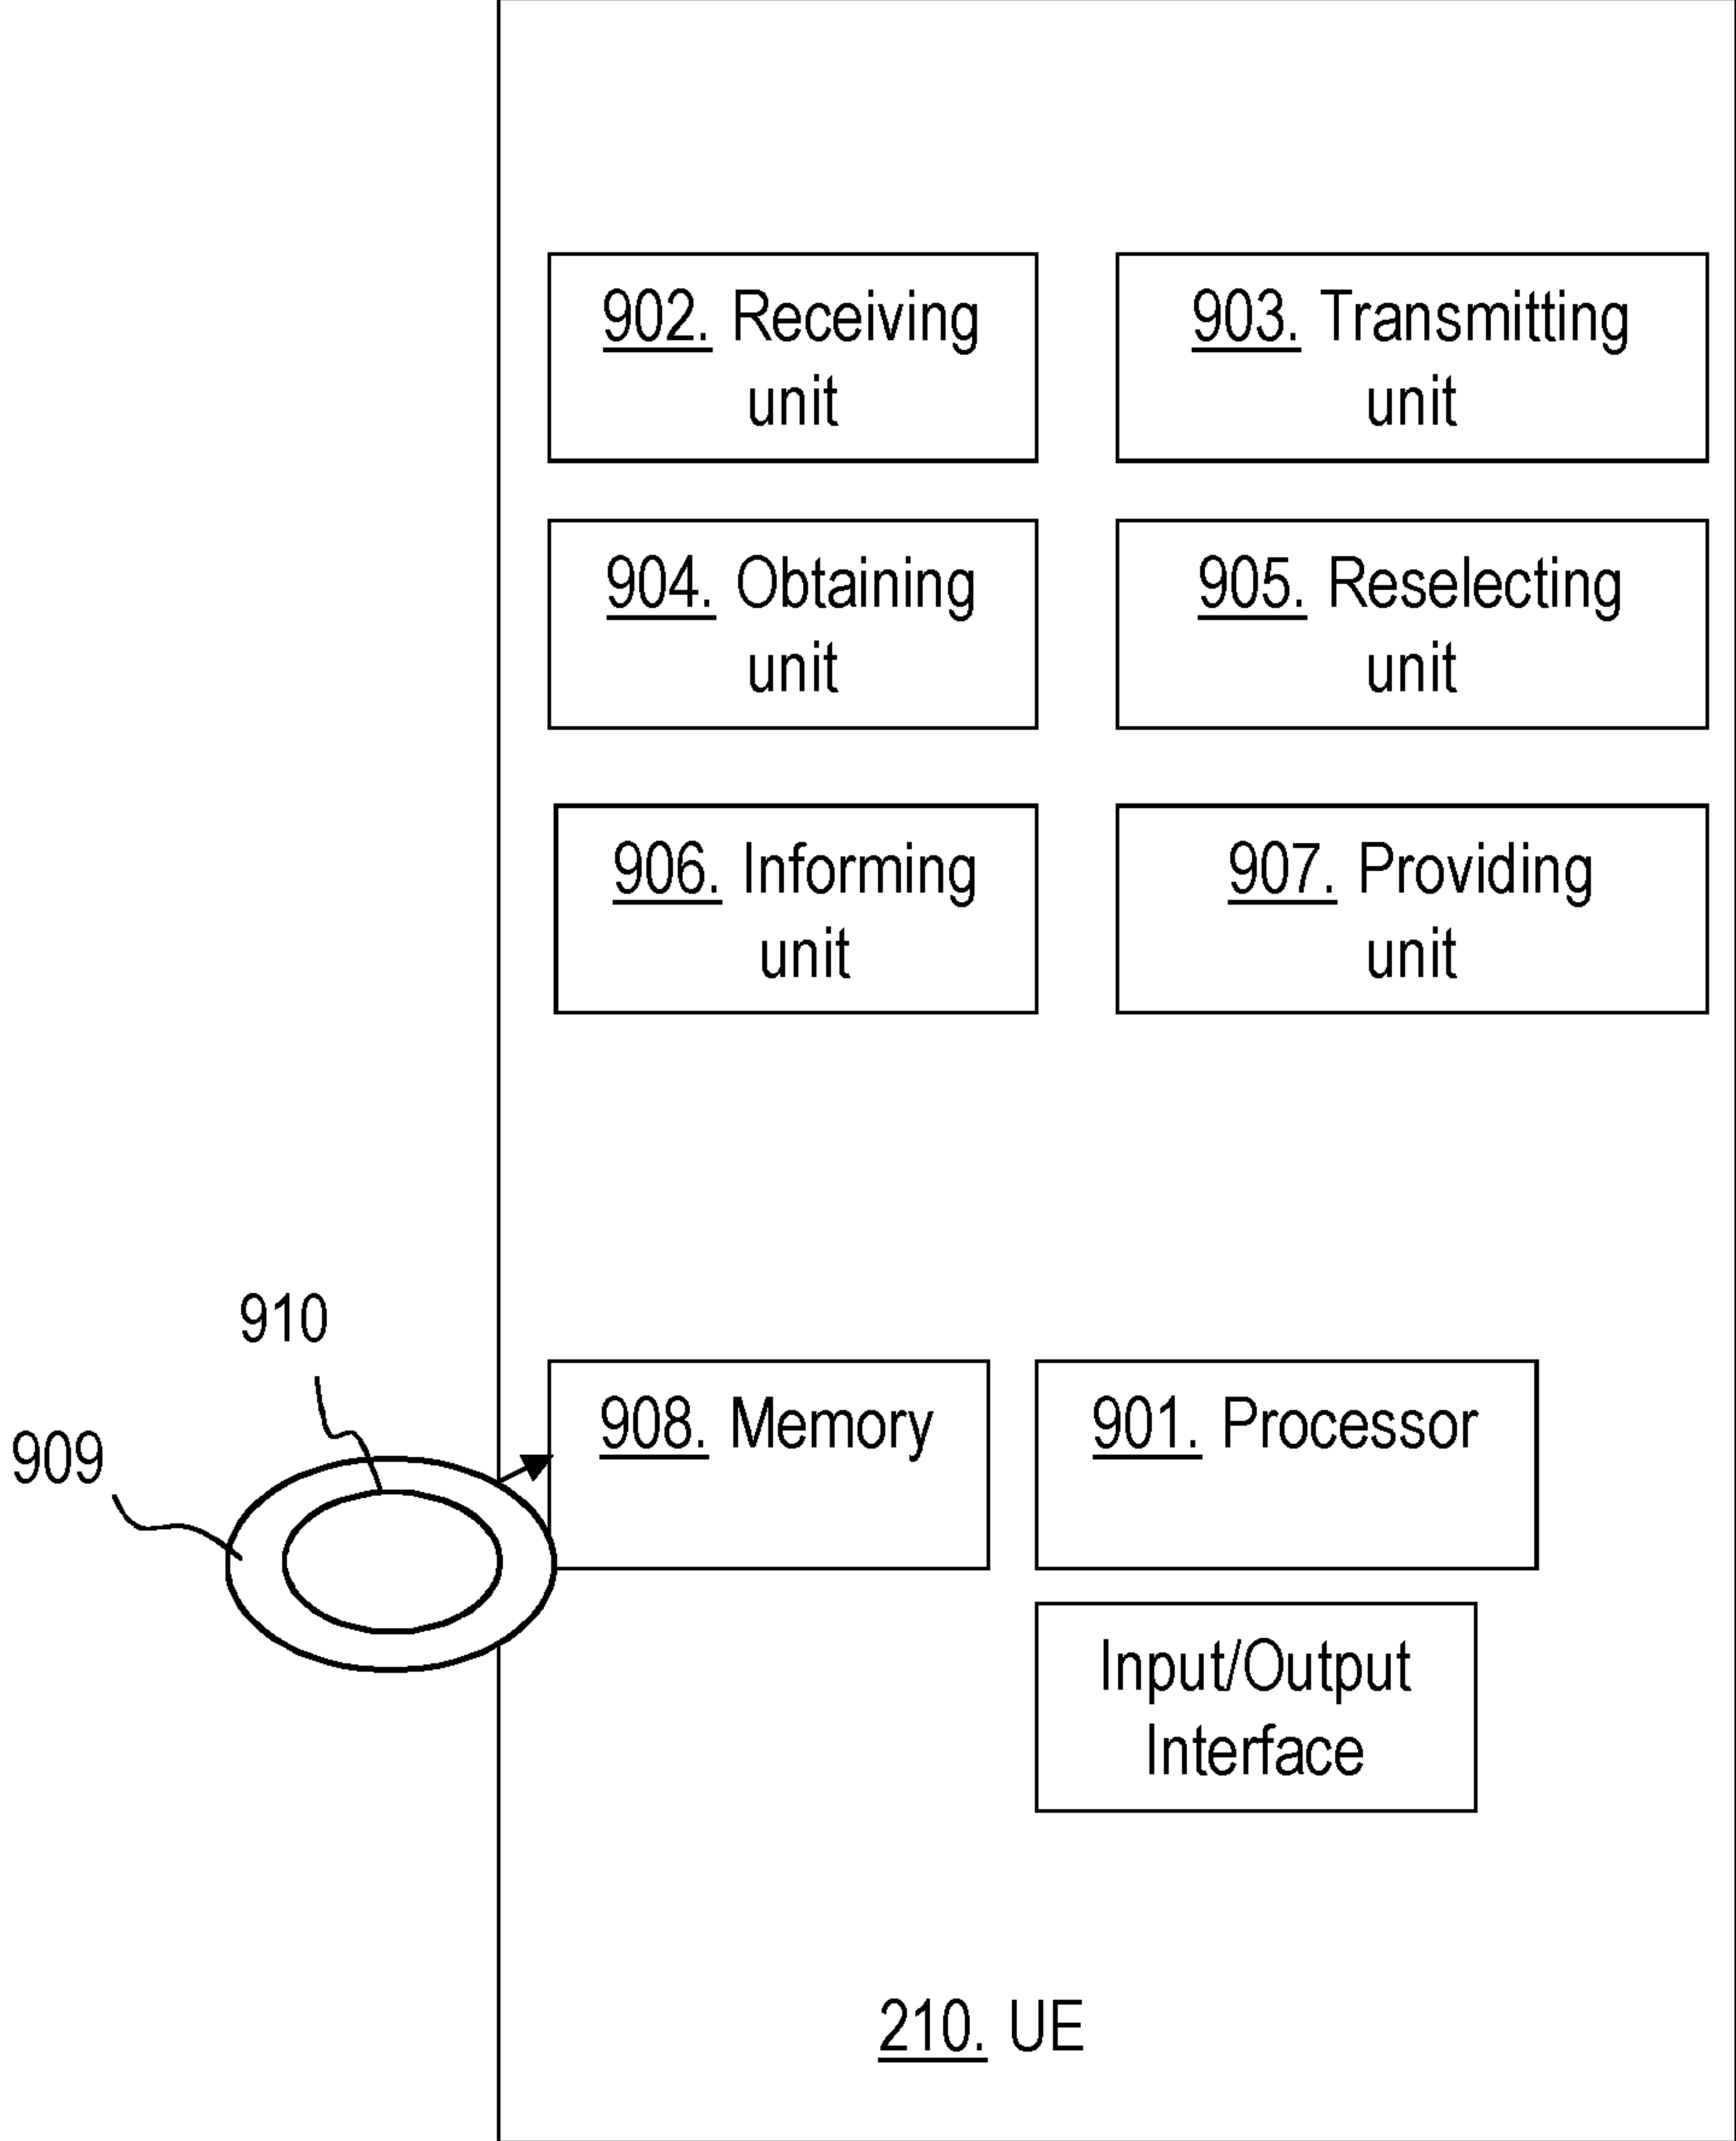 902. Receiving
unit
903. Transmitting
unit
904. Obtaining
unit
905. Reselecting
unit
906. Informing
unit
907. Providing
unit
910
909
908. Memory
901. Processor
Input/Output
Interface
210. UE